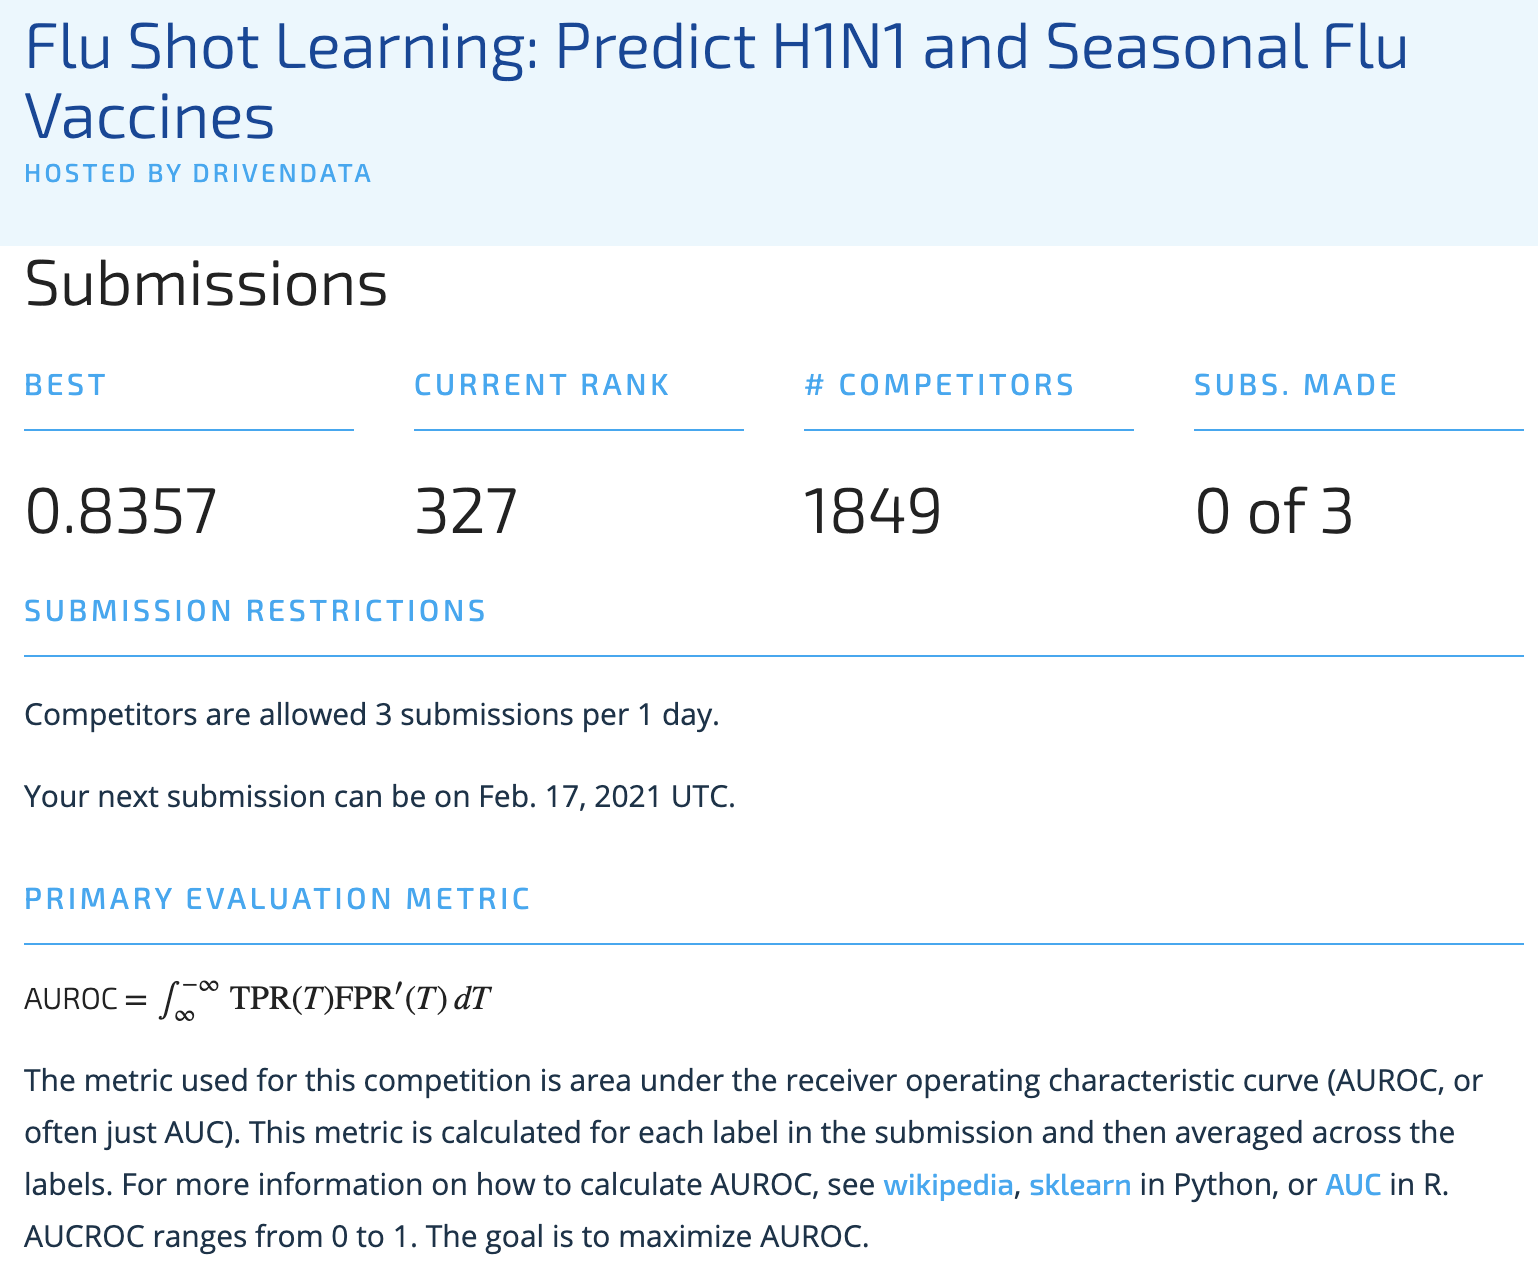 Flu Shot Learning: Predict H1N1 and Seasonal Flu
Vaccines
HOSTED BY DRIVENDATA
Submissions
BEST
CURRENT RANK
# COMPETITORS
SUBS. MADE
0.8357
327
1849
0 of 3
SUBMISSION RESTRICTIONS
Competitors are allowed 3 submissions per 1 day.
Your next submission can be on Feb. 17, 2021 UTC.
PRIMARY EVALUATION METRIC
AUROC = ∫_∞^−∞ TPR(T)FPR′(T) dT
The metric used for this competition is area under the receiver operating characteristic curve (AUROC, or
often just AUC). This metric is calculated for each label in the submission and then averaged across the
labels. For more information on how to calculate AUROC, see wikipedia, sklearn in Python, or AUC in R.
AUCROC ranges from 0 to 1. The goal is to maximize AUROC.